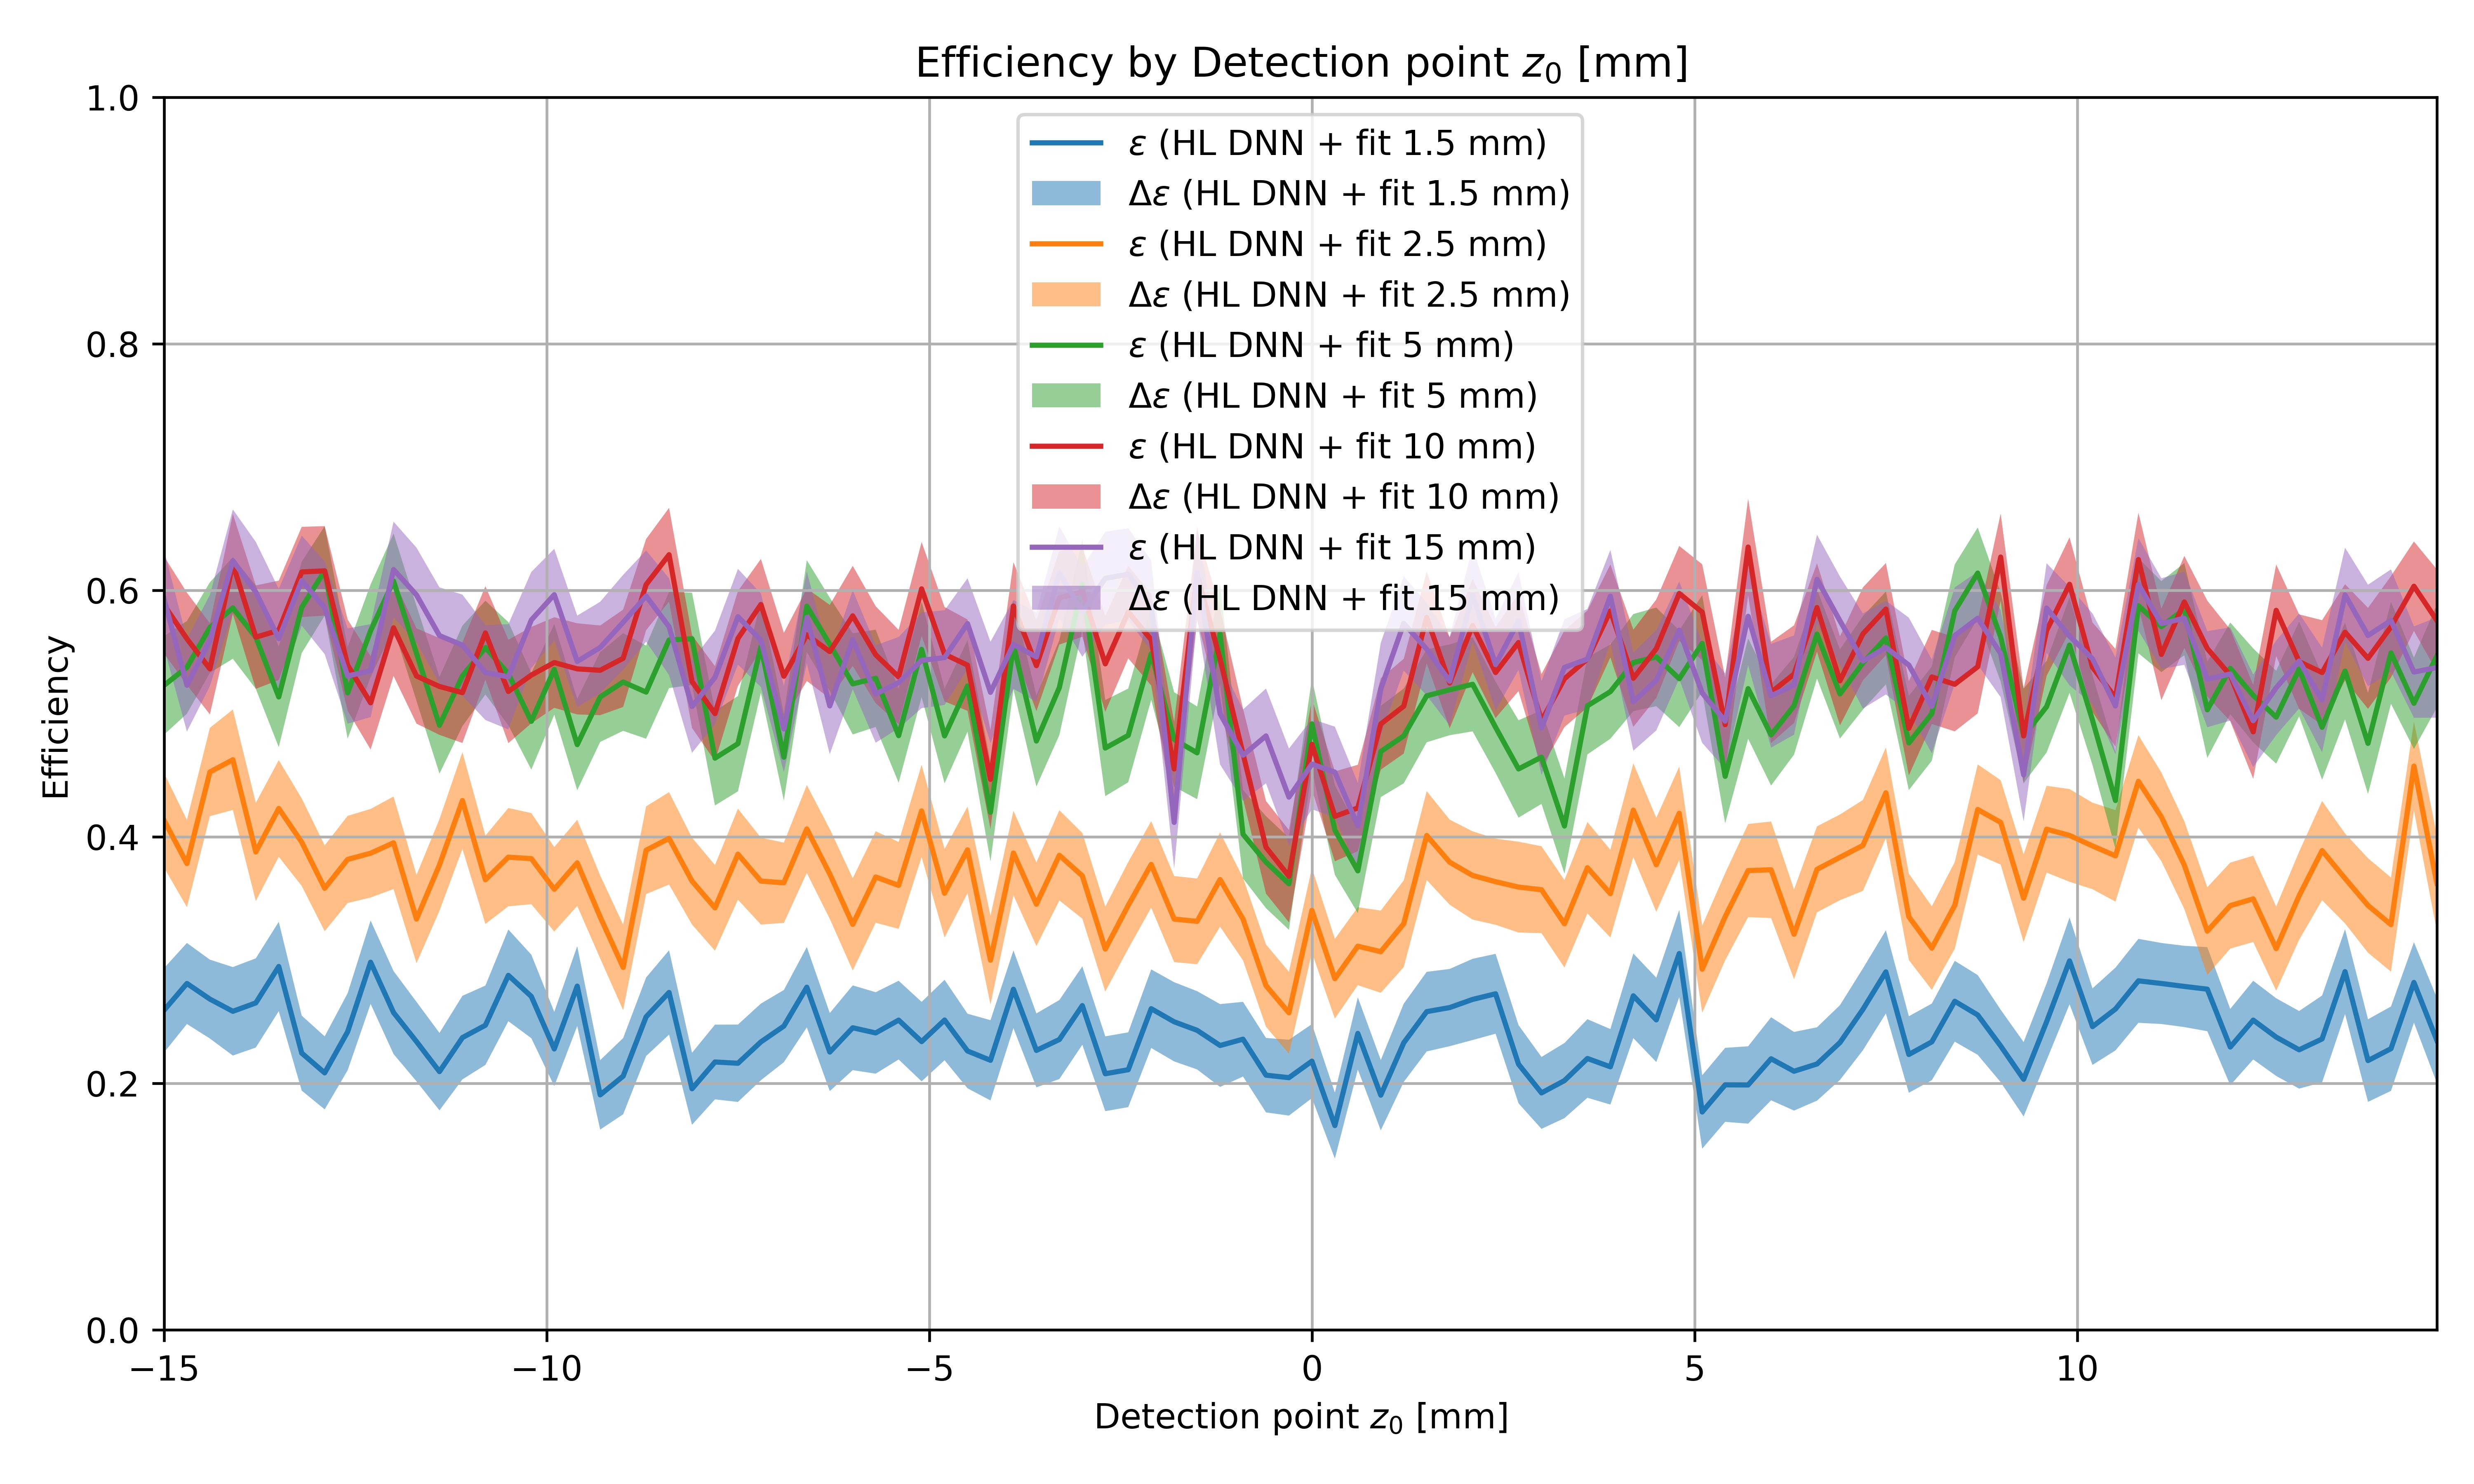 Efficiency by Detection point z₀ [mm]
1.0
0.8
0.6
0.4
0.2
0.0
Efficiency
ε (HL DNN + fit 1.5 mm)
Δε (HL DNN + fit 1.5 mm)
ε (HL DNN + fit 2.5 mm)
Δε (HL DNN + fit 2.5 mm)
ε (HL DNN + fit 5 mm)
Δε (HL DNN + fit 5 mm)
ε (HL DNN + fit 10 mm)
Δε (HL DNN + fit 10 mm)
ε (HL DNN + fit 15 mm)
Δε (HL DNN + fit 15 mm)
−15 −10 −5 0 5 10
Detection point z₀ [mm]